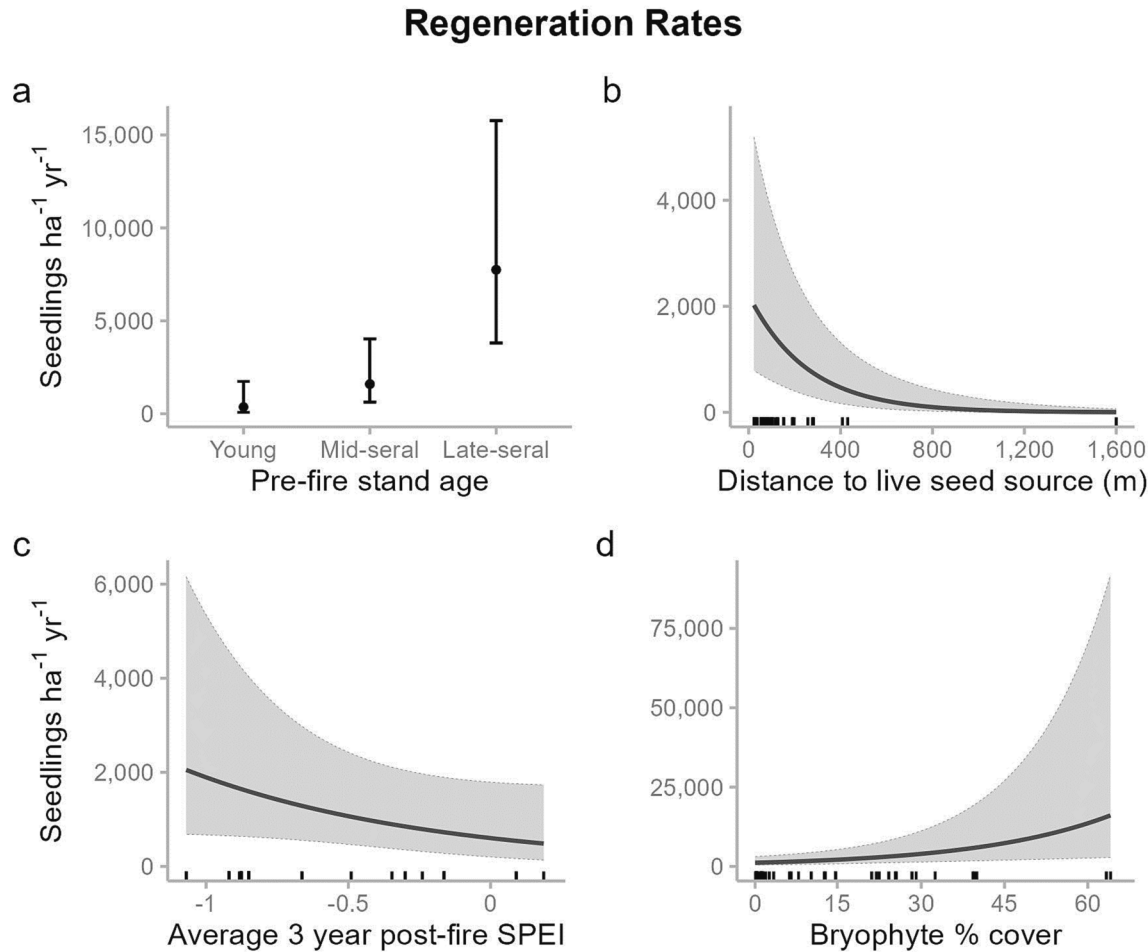 Regeneration Rates
a
Seedlings ha⁻¹ yr⁻¹
15,000
10,000
5,000
0
Young Mid-seral Late-seral
Pre-fire stand age
b
4,000
2,000
0
0 400 800 1,200 1,600
Distance to live seed source (m)
c
Seedlings ha⁻¹ yr⁻¹
6,000
4,000
2,000
0
-1 -0.5 0
Average 3 year post-fire SPEI
d
75,000
50,000
25,000
0
0 15 30 45 60
Bryophyte % cover